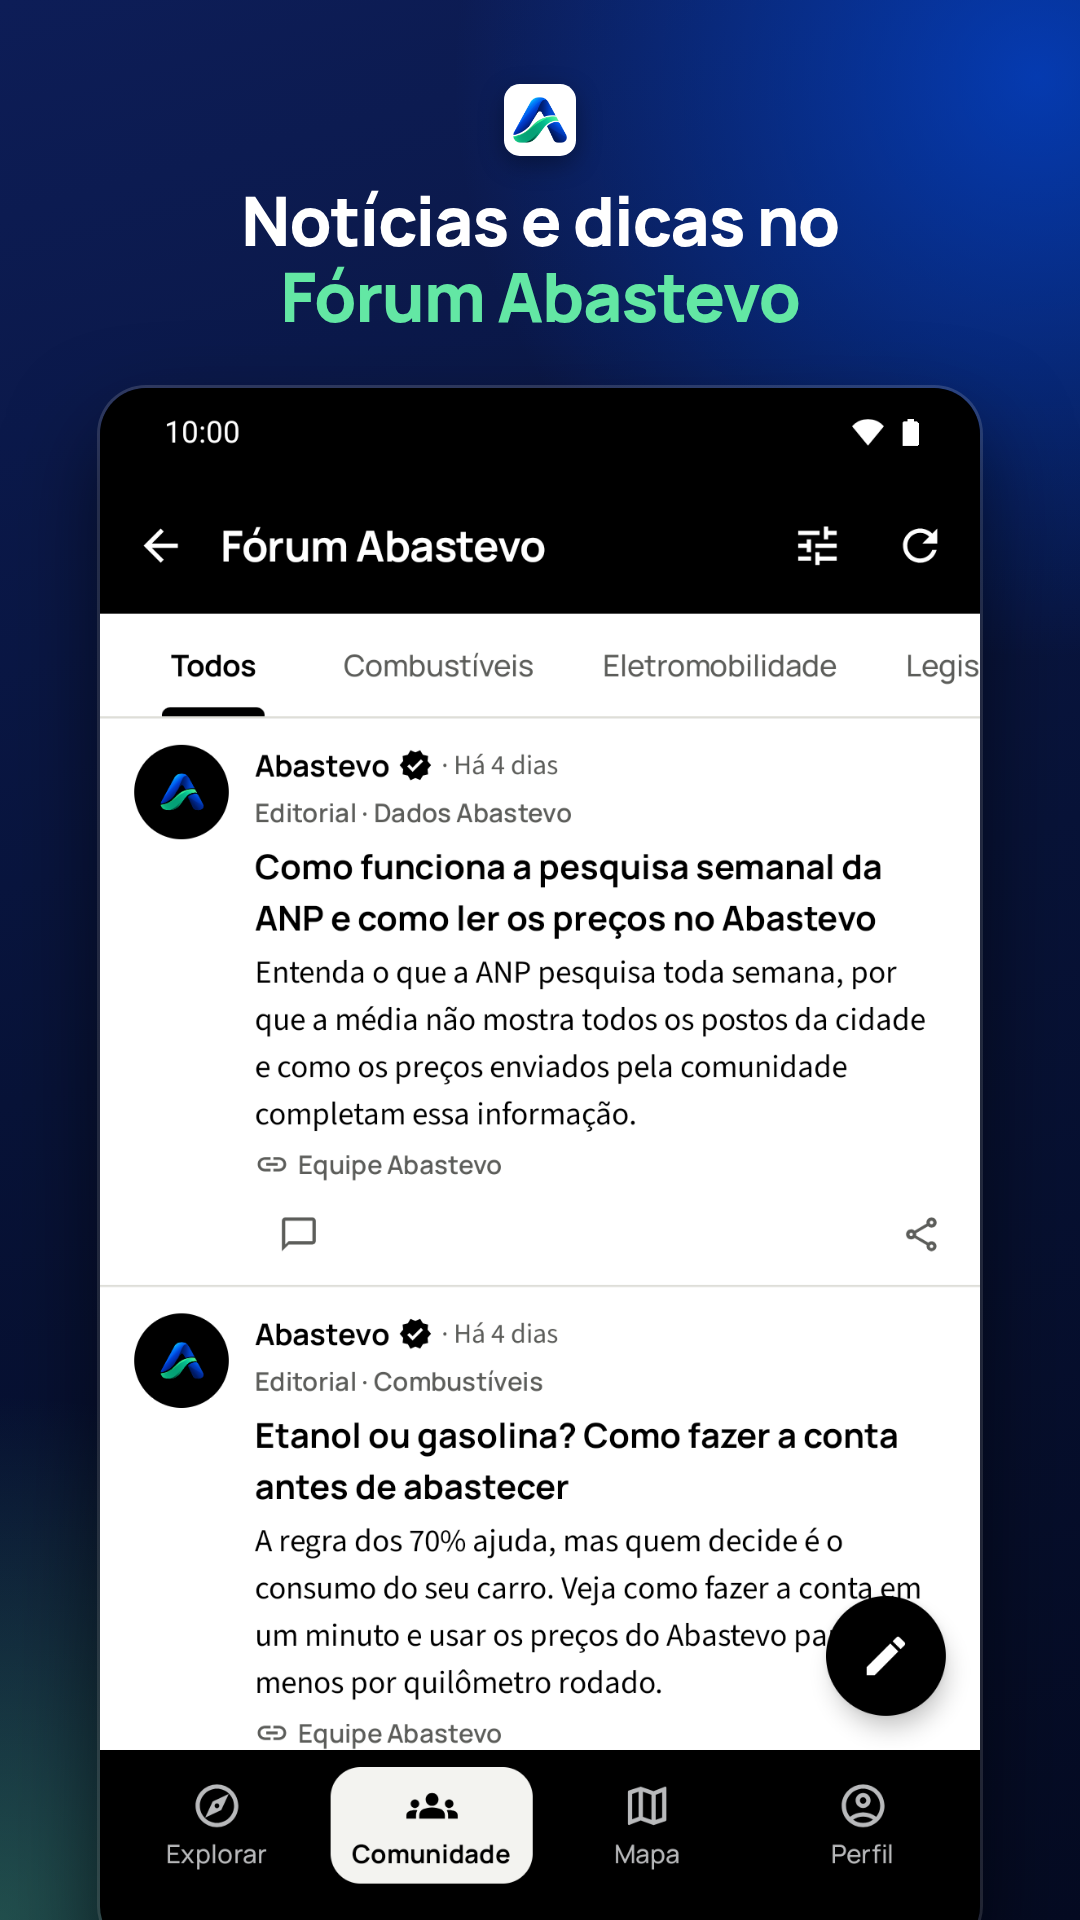 Notícias e dicas no
Fórum Abastevo
10:00
Fórum Abastevo
Todos
Combustíveis
Eletromobilidade
Legis
Abastevo · Há 4 dias
Editorial · Dados Abastevo
Como funciona a pesquisa semanal da
ANP e como ler os preços no Abastevo
Entenda o que a ANP pesquisa toda semana, por
que a média não mostra todos os postos da cidade
e como os preços enviados pela comunidade
completam essa informação.
Equipe Abastevo
Abastevo · Há 4 dias
Editorial · Combustíveis
Etanol ou gasolina? Como fazer a conta
antes de abastecer
A regra dos 70% ajuda, mas quem decide é o
consumo do seu carro. Veja como fazer a conta em
um minuto e usar os preços do Abastevo pa
menos por quilômetro rodado.
Equipe Abastevo
Explorar
Comunidade
Mapa
Perfil